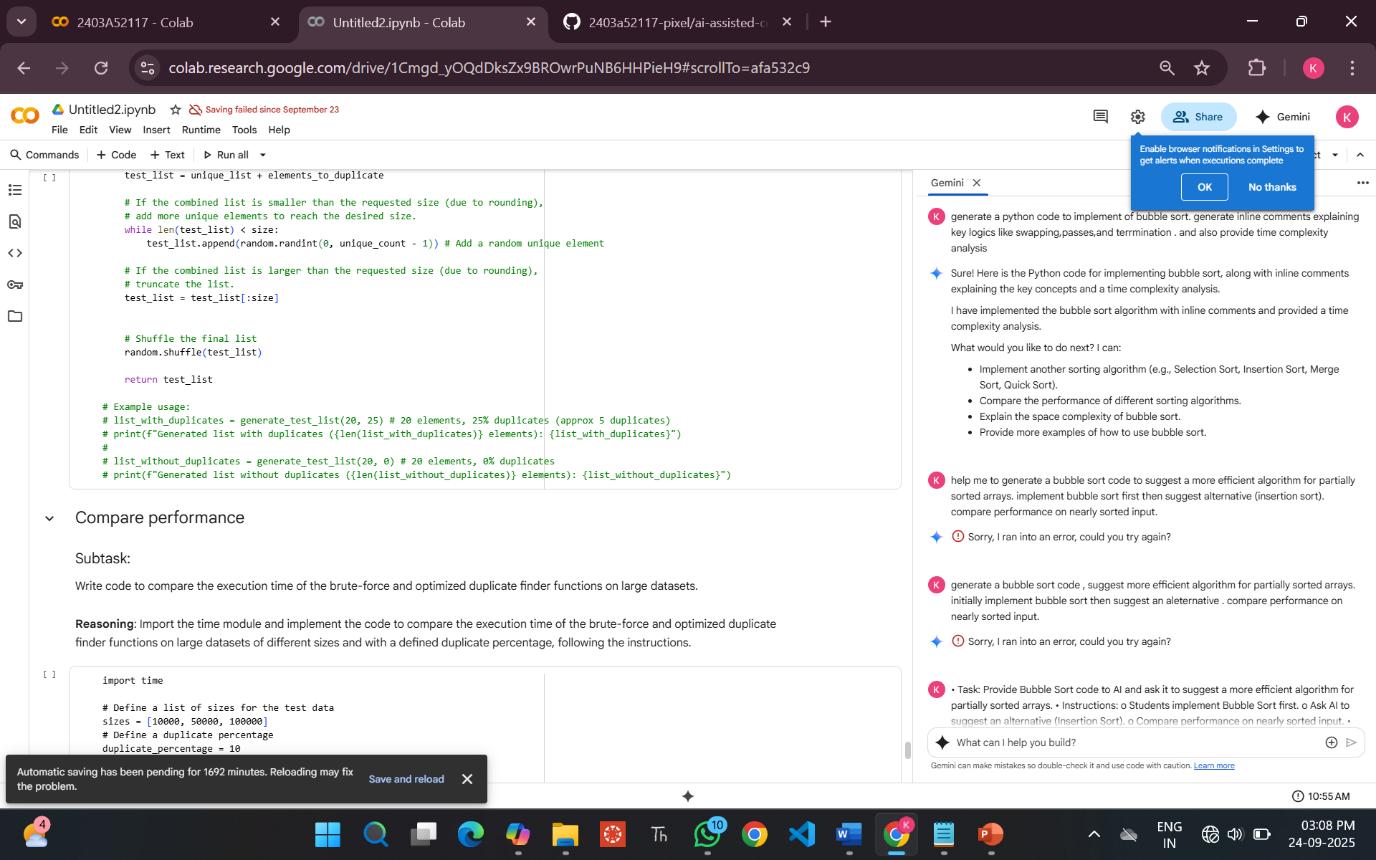 2403A52117 - Colab
Untitled2.ipynb - Colab
2403a52117-pixel/ai-assisted-c
colab.research.google.com/drive/1Cmgd_yOQdDksZx9BROwrPuNB6HHPieH9#scrollTo=afa532c9
K
Untitled2.ipynb
Saving failed since September 23
File Edit View Insert Runtime Tools Help
Share
Gemini
K
Commands + Code + Text Run all
Enable browser notifications in Settings to
get alerts when executions complete
OK No thanks
[ ]
test_list = unique_list + elements_to_duplicate
# If the combined list is smaller than the requested size (due to rounding),
# add more unique elements to reach the desired size.
while len(test_list) < size:
test_list.append(random.randint(0, unique_count - 1)) # Add a random unique element
# If the combined list is larger than the requested size (due to rounding),
# truncate the list.
test_list = test_list[:size]
# Shuffle the final list
random.shuffle(test_list)
return test_list
# Example usage:
# list_with_duplicates = generate_test_list(20, 25) # 20 elements, 25% duplicates (approx 5 duplicates)
# print(f"Generated list with duplicates ({len(list_with_duplicates)} elements): {list_with_duplicates}")
#
# list_without_duplicates = generate_test_list(20, 0) # 20 elements, 0% duplicates
# print(f"Generated list without duplicates ({len(list_without_duplicates)} elements): {list_without_duplicates}")
Compare performance
Subtask:
Write code to compare the execution time of the brute-force and optimized duplicate finder functions on large datasets.
Reasoning: Import the time module and implement the code to compare the execution time of the brute-force and optimized duplicate
finder functions on large datasets of different sizes and with a defined duplicate percentage, following the instructions.
[ ]
import time
# Define a list of sizes for the test data
sizes = [10000, 50000, 100000]
# Define a duplicate percentage
duplicate_percentage = 10
Automatic saving has been pending for 1692 minutes. Reloading may fix
the problem.
Save and reload
Gemini
K
generate a python code to implement of bubble sort. generate inline comments explaining
key logics like swapping,passes,and terrmination . and also provide time complexity
analysis
Sure! Here is the Python code for implementing bubble sort, along with inline comments
explaining the key concepts and a time complexity analysis.
I have implemented the bubble sort algorithm with inline comments and provided a time
complexity analysis.
What would you like to do next? I can:
• Implement another sorting algorithm (e.g., Selection Sort, Insertion Sort, Merge
Sort, Quick Sort).
• Compare the performance of different sorting algorithms.
• Explain the space complexity of bubble sort.
• Provide more examples of how to use bubble sort.
K
help me to generate a bubble sort code to suggest a more efficient algorithm for partially
sorted arrays. implement bubble sort first then suggest alternative (insertion sort).
compare performance on nearly sorted input.
Sorry, I ran into an error, could you try again?
K
generate a bubble sort code , suggest more efficient algorithm for partially sorted arrays.
initially implement bubble sort then suggest an aleternative . compare performance on
nearly sorted input.
Sorry, I ran into an error, could you try again?
K
• Task: Provide Bubble Sort code to AI and ask it to suggest a more efficient algorithm for
partially sorted arrays. • Instructions: o Students implement Bubble Sort first. o Ask AI to
suggest an alternative (Insertion Sort). o Compare performance on nearly sorted input. •
What can I help you build?
Gemini can make mistakes so double-check it and use code with caution. Learn more
10:55 AM
4
Th
10
K
ENG
IN
03:08 PM
24-09-2025